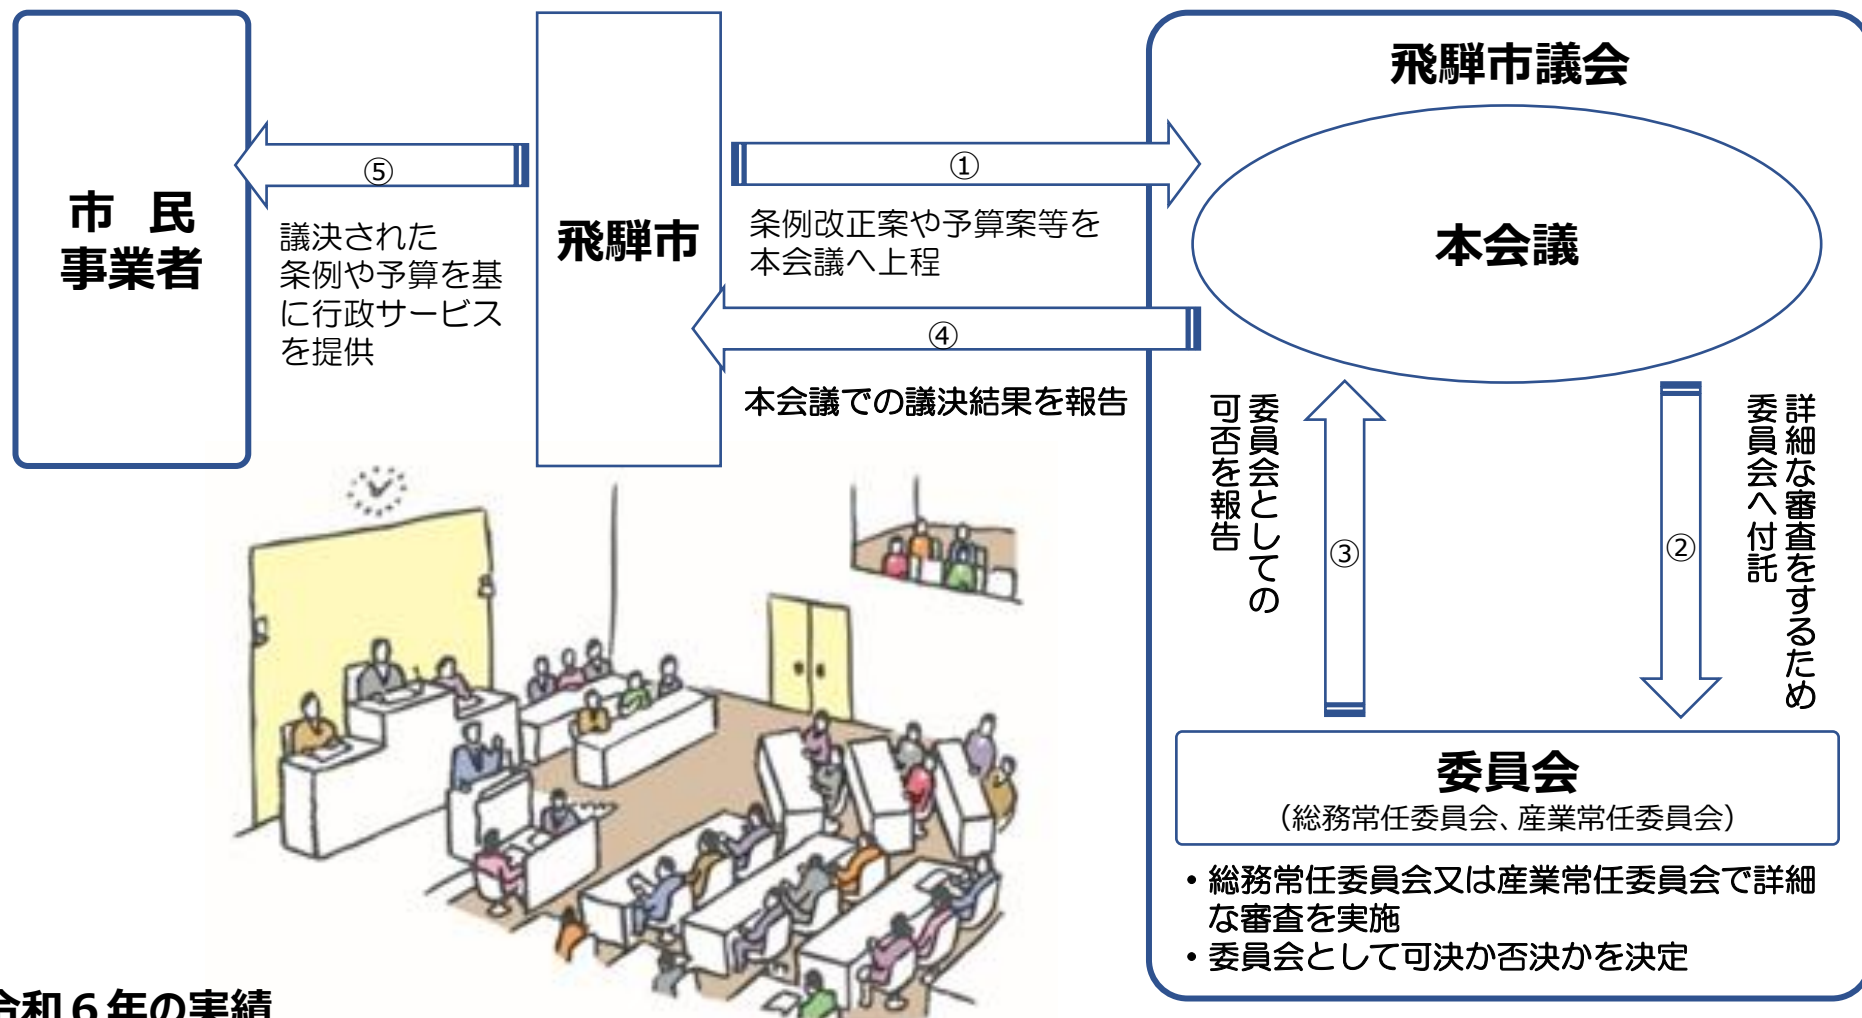 飛騨市議会
市 民
事業者
⑤
議決された
条例や予算を基
に行政サービス
を提供
飛騨市
①
条例改正案や予算案等を
本会議へ上程
④
本会議での議決結果を報告
本会議
詳細な審査をするため
委員会へ付託
②
委員会としての
可否を報告
③
委員会
(総務常任委員会、産業常任委員会)
・総務常任委員会又は産業常任委員会で詳細
な審査を実施
・委員会として可決か否決かを決定
令和6年の実績